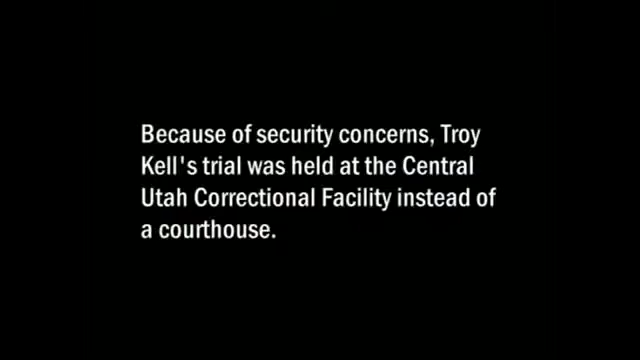 Because of security concerns, Troy
Kell's trial was held at the Central
Utah Correctional Facility instead of
a courthouse.